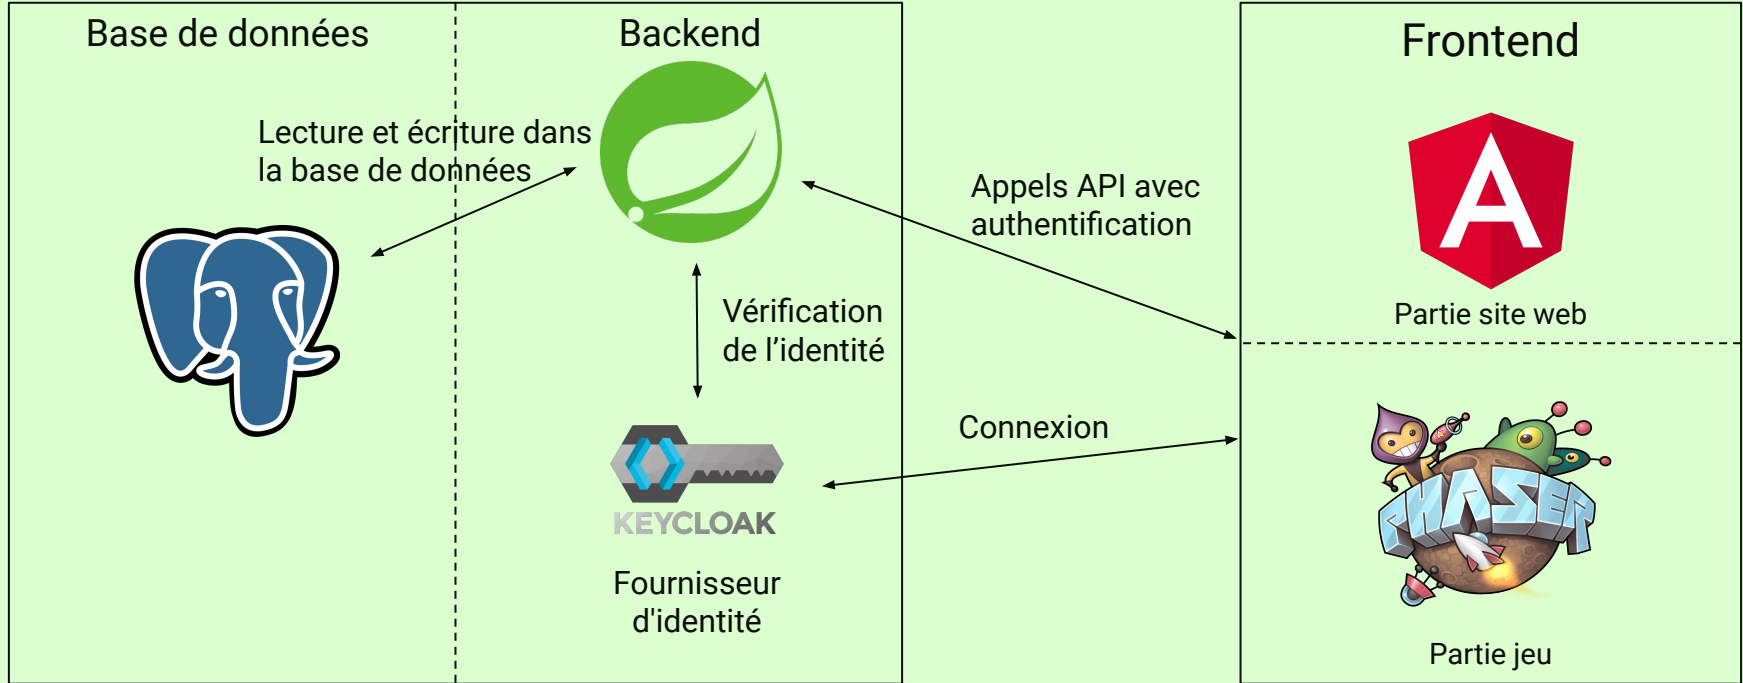 Base de données
Backend
Frontend
Lecture et écriture dans
la base de données
Appels API avec
authentification
Vérification
de l’identité
Partie site web
Connexion
KEYCLOAK
PHASER
Fournisseur
d'identité
Partie jeu